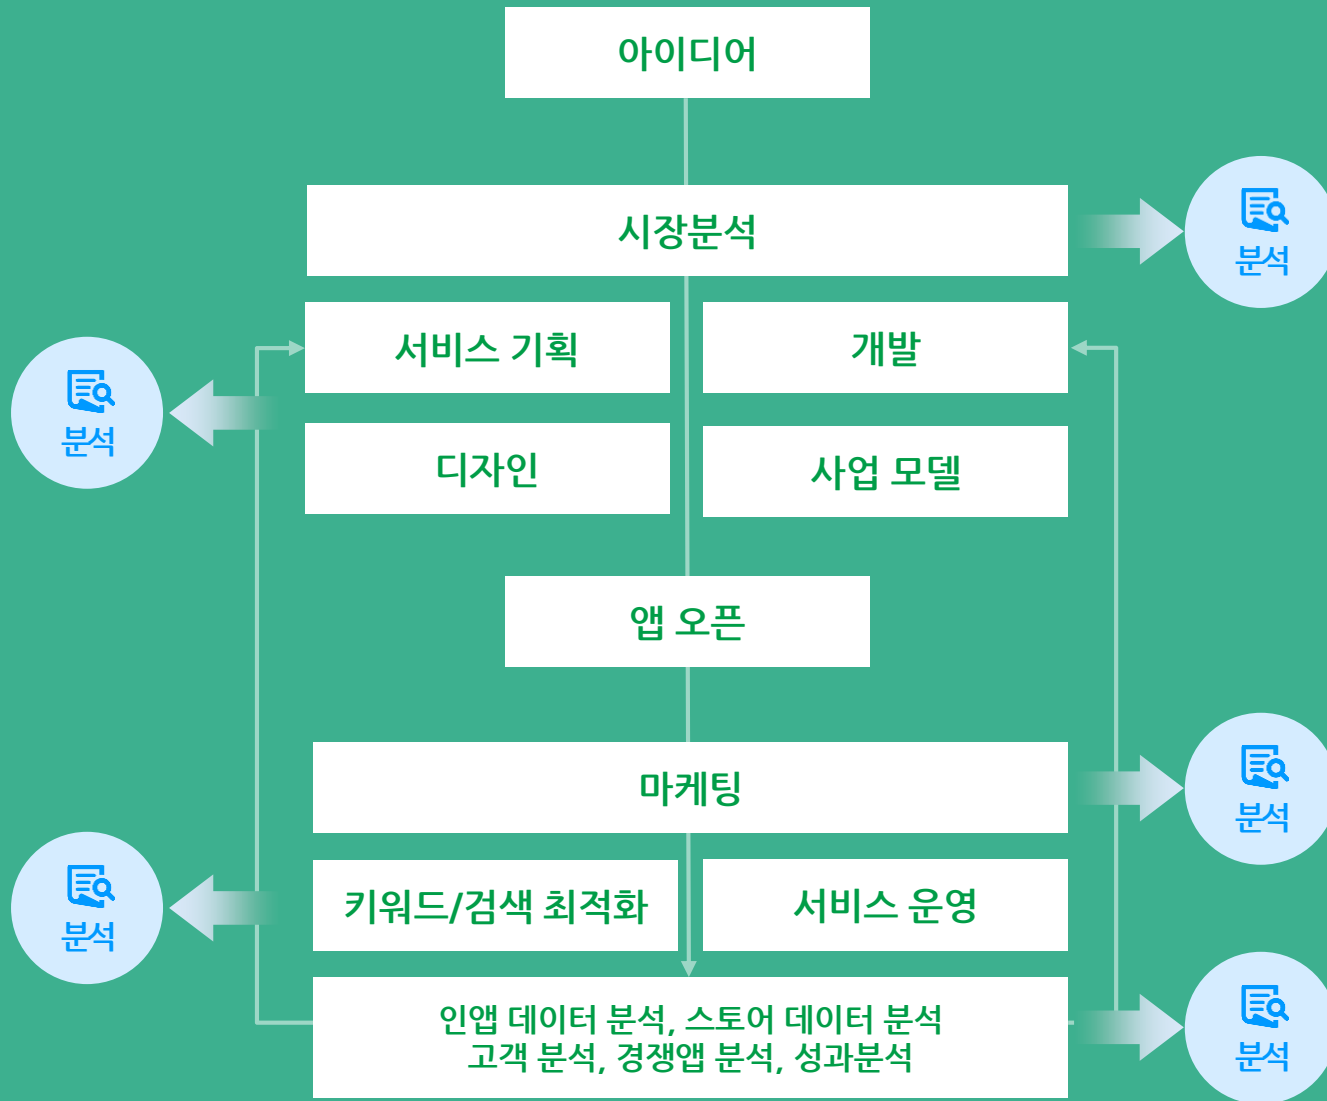 아이디어
시장분석
분석
서비스 기획
개발
분석
디자인
사업 모델
앱 오픈
마케팅
분석
키워드/검색 최적화
서비스 운영
분석
인앱 데이터 분석, 스토어 데이터 분석
고객 분석, 경쟁앱 분석, 성과분석
분석